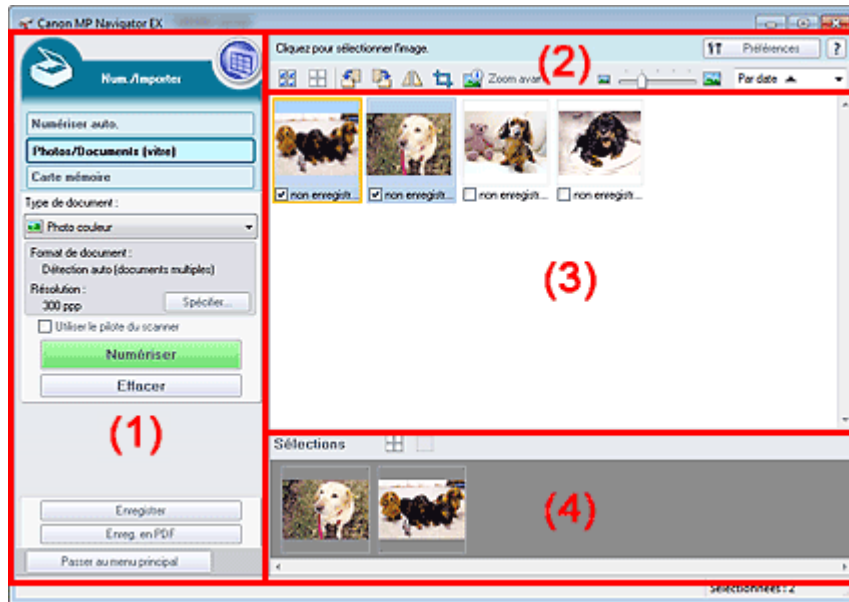 Canon MP Navigator EX
Num./Importer
Numériser auto.
Photos/Documents (vitre)
Carte mémoire
Type de document :
Photo couleur
Format de document :
Détection auto (documents multiples)
Résolution :
300 ppp
Spécifier...
Utiliser le pilote du scanner
Numériser
Effacer
(1)
Enregistrer
Enreg. en PDF
Passer au menu principal
Cliquez pour sélectionner l'image.
(2)
Préférences
?
Zoom avant
Par date
non enregistr...
non enregistr...
non enregistr...
non enregistr...
(3)
Sélections
(4)
Sélectionnées : 2